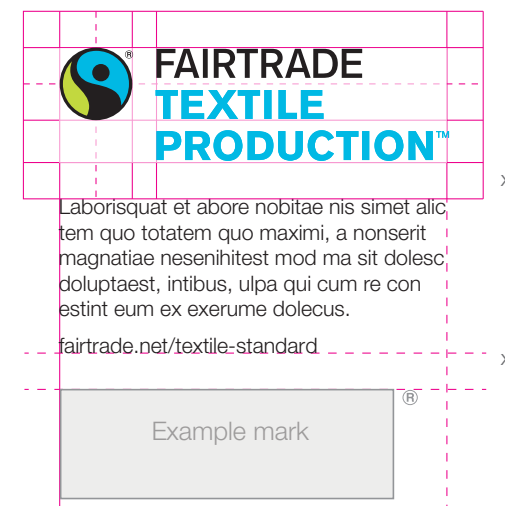 ®
FAIRTRADE
TEXTILE
PRODUCTION™
Laborisquat et abore nobitae nis simet alic
tem quo totatem quo maximi, a nonserit
magnatiae nesenihitest mod ma sit dolesc
doluptaest, intibus, ulpa qui cum re con
estint eum ex exerume dolecus.
fairtrade.net/textile-standard
®
Example mark